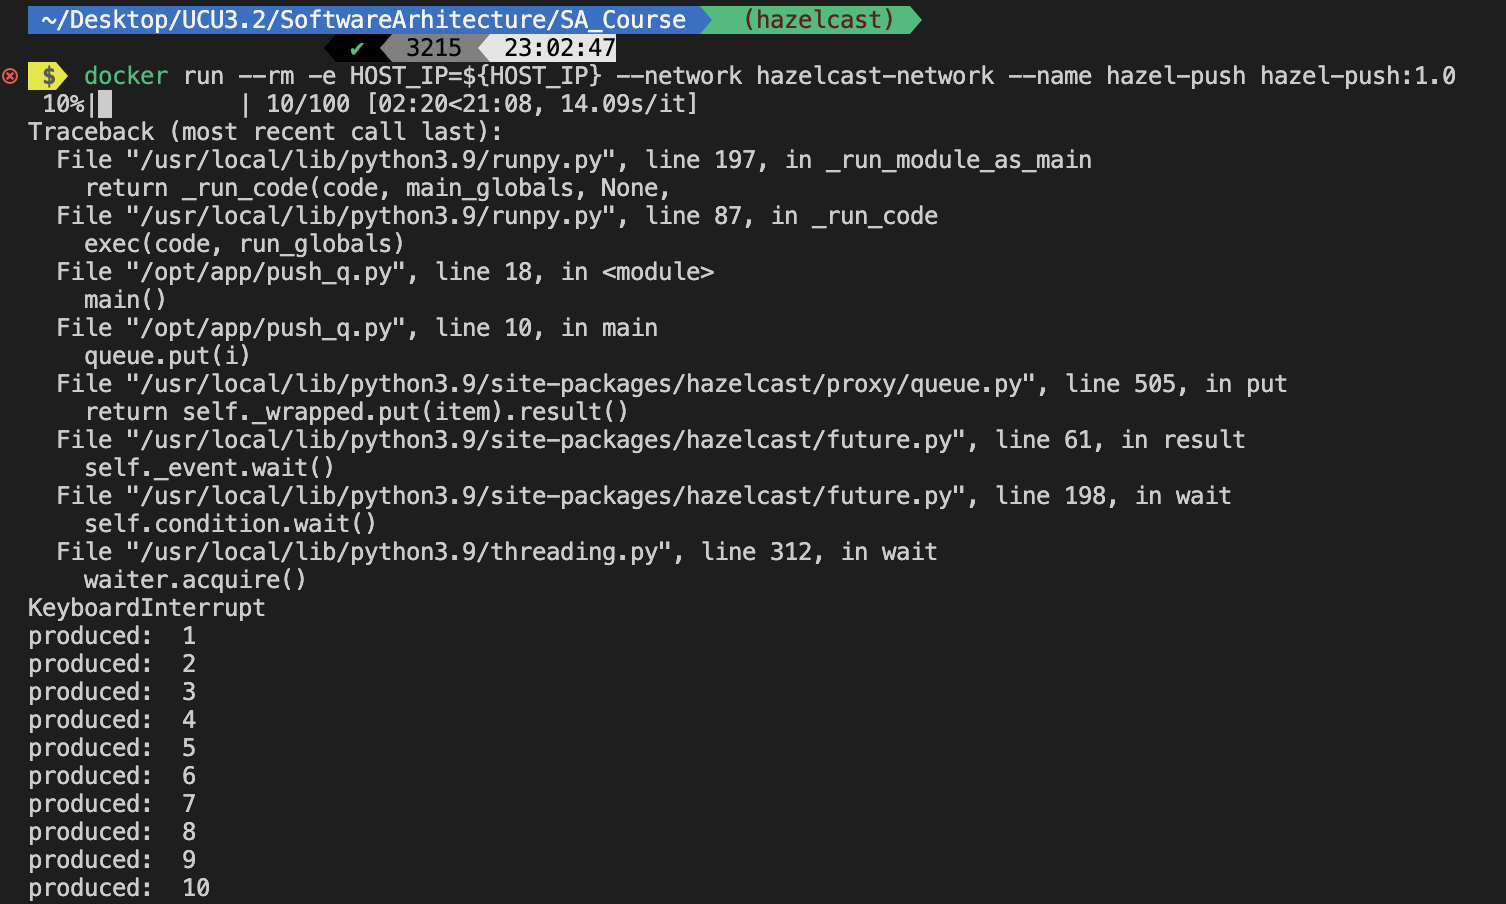 ~/Desktop/UCU3.2/SoftwareArhitecture/SA_Course (hazelcast)
✔ 3215 23:02:47
$ docker run --rm -e HOST_IP=${HOST_IP} --network hazelcast-network --name hazel-push hazel-push:1.0
10%|█ | 10/100 [02:20<21:08, 14.09s/it]
Traceback (most recent call last):
File "/usr/local/lib/python3.9/runpy.py", line 197, in _run_module_as_main
return _run_code(code, main_globals, None,
File "/usr/local/lib/python3.9/runpy.py", line 87, in _run_code
exec(code, run_globals)
File "/opt/app/push_q.py", line 18, in <module>
main()
File "/opt/app/push_q.py", line 10, in main
queue.put(i)
File "/usr/local/lib/python3.9/site-packages/hazelcast/proxy/queue.py", line 505, in put
return self._wrapped.put(item).result()
File "/usr/local/lib/python3.9/site-packages/hazelcast/future.py", line 61, in result
self._event.wait()
File "/usr/local/lib/python3.9/site-packages/hazelcast/future.py", line 198, in wait
self.condition.wait()
File "/usr/local/lib/python3.9/threading.py", line 312, in wait
waiter.acquire()
KeyboardInterrupt
produced:  1
produced:  2
produced:  3
produced:  4
produced:  5
produced:  6
produced:  7
produced:  8
produced:  9
produced:  10